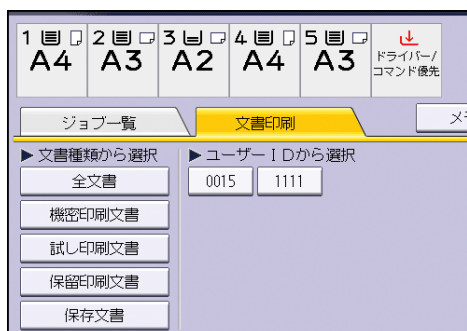 1 2 3 4 5
A4 A3 A2 A4 A3 ドライバー/
コマンド優先
ジョブ一覧 文書印刷
▶文書種類から選択 ▶ユーザーIDから選択
全文書 0015 1111
機密印刷文書
試し印刷文書
保留印刷文書
保存文書